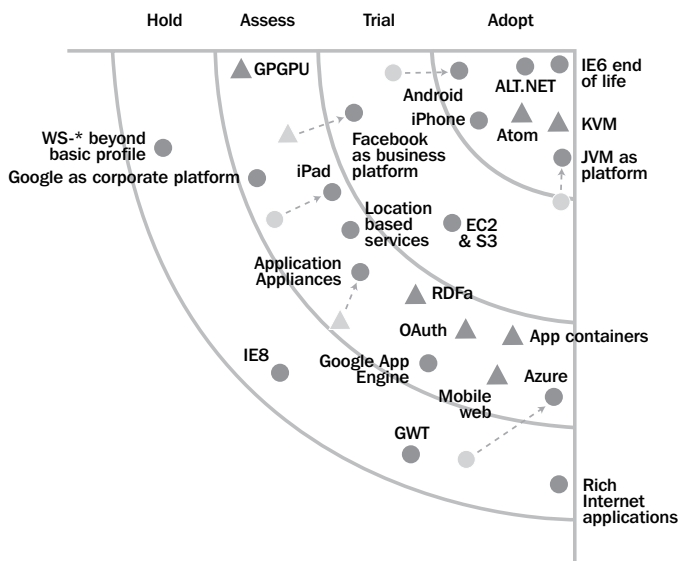 Hold Assess Trial Adopt
GPGPU
IE6 end
of life
ALT.NET
Android
iPhone
Atom
KVM
WS-* beyond
basic profile
Facebook
as business
platform
JVM as
platform
Google as corporate platform
iPad
Location
based
services
EC2
& S3
Application
Appliances
RDFa
OAuth
App containers
IE8
Google App
Engine
Mobile
web
Azure
GWT
Rich
Internet
applications